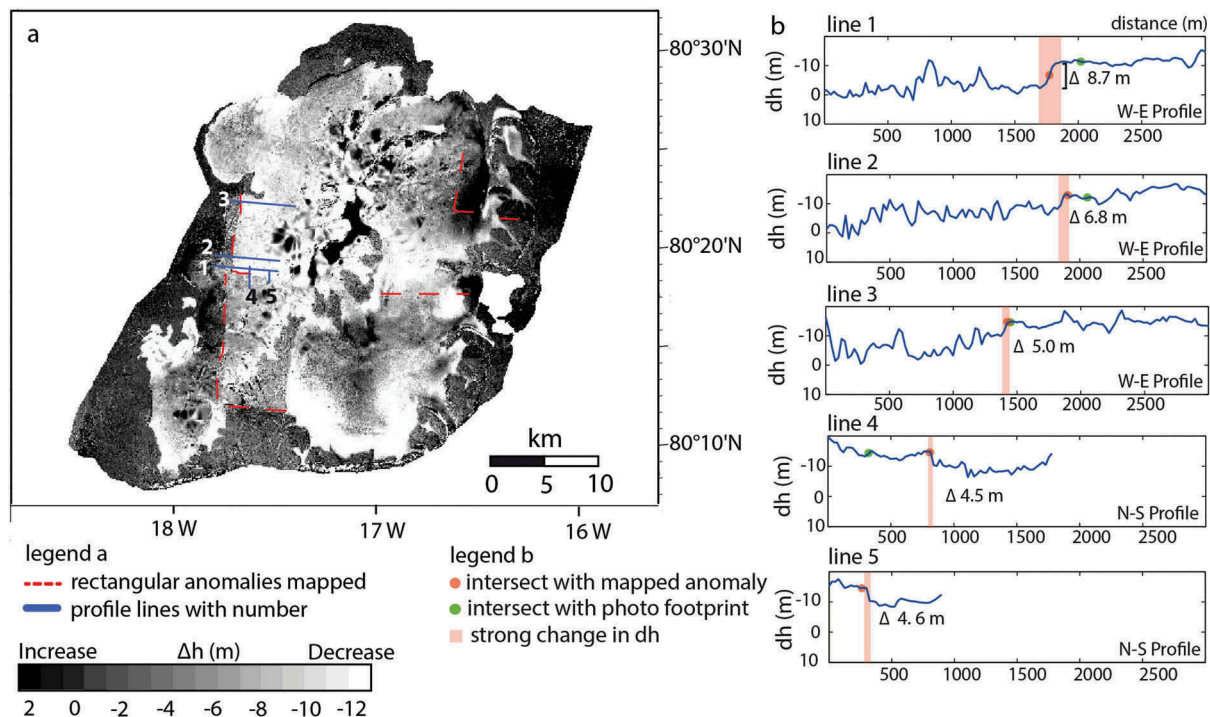 a
80°30'N
80°20'N
80°10'N
3
2
1
4 5
km
0 5 10
18 W 17 W 16 W
legend a
rectangular anomalies mapped
profile lines with number
Increase Δh (m) Decrease
2 0 -2 -4 -6 -8 -10 -12
legend b
intersect with mapped anomaly
intersect with photo footprint
strong change in dh
b
line 1 distance (m)
dh (m)
-10
0
10
Δ 8.7 m
W-E Profile
500 1000 1500 2000 2500
line 2
dh (m)
-10
0
10
Δ 6.8 m
W-E Profile
500 1000 1500 2000 2500
line 3
dh (m)
-10
0
10
Δ 5.0 m
W-E Profile
500 1000 1500 2000 2500
line 4
dh (m)
-10
0
10
Δ 4.5 m
N-S Profile
500 1000 1500 2000 2500
line 5
dh (m)
-10
0
10
Δ 4. 6 m
N-S Profile
500 1000 1500 2000 2500